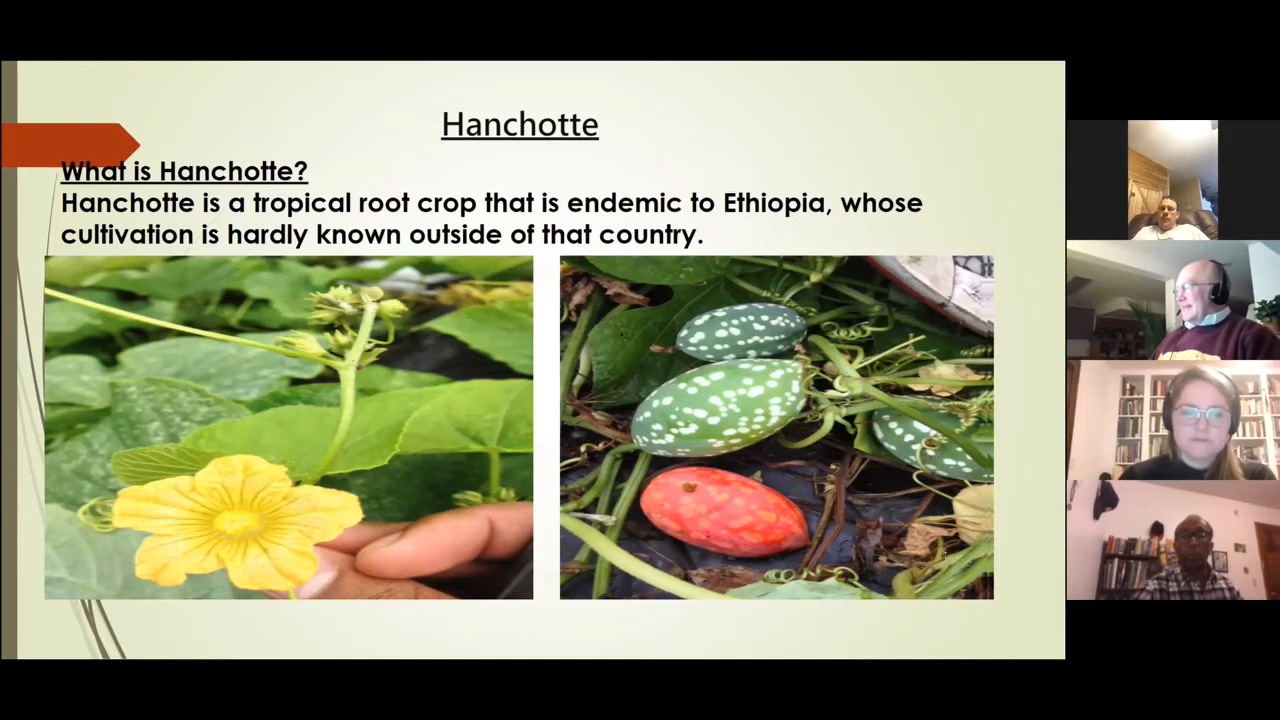 Hanchotte
What is Hanchotte?
Hanchotte is a tropical root crop that is endemic to Ethiopia, whose
cultivation is hardly known outside of that country.